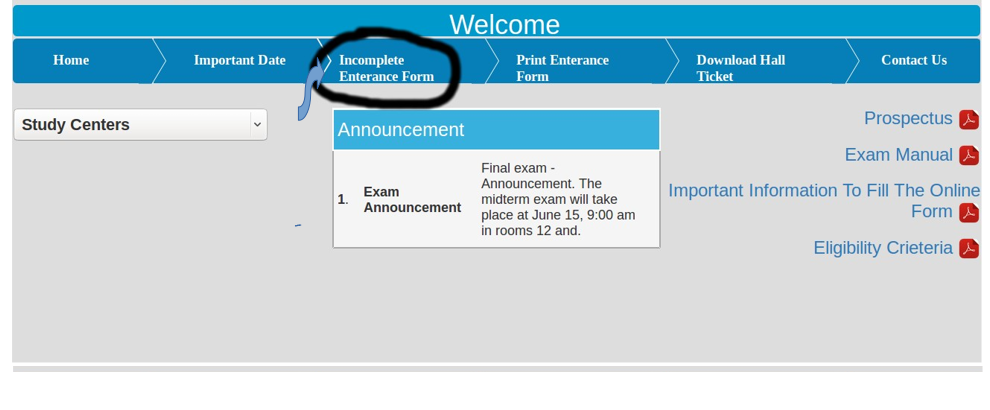 Welcome
Home
Important Date
Incomplete
Enterance Form
Print Enterance
Form
Download Hall
Ticket
Contact Us
Study Centers
Announcement
1. Exam
Announcement
Final exam -
Announcement. The
midterm exam will take
place at June 15, 9:00 am
in rooms 12 and.
Prospectus
Exam Manual
Important Information To Fill The Online
Form
Eligibility Crieteria